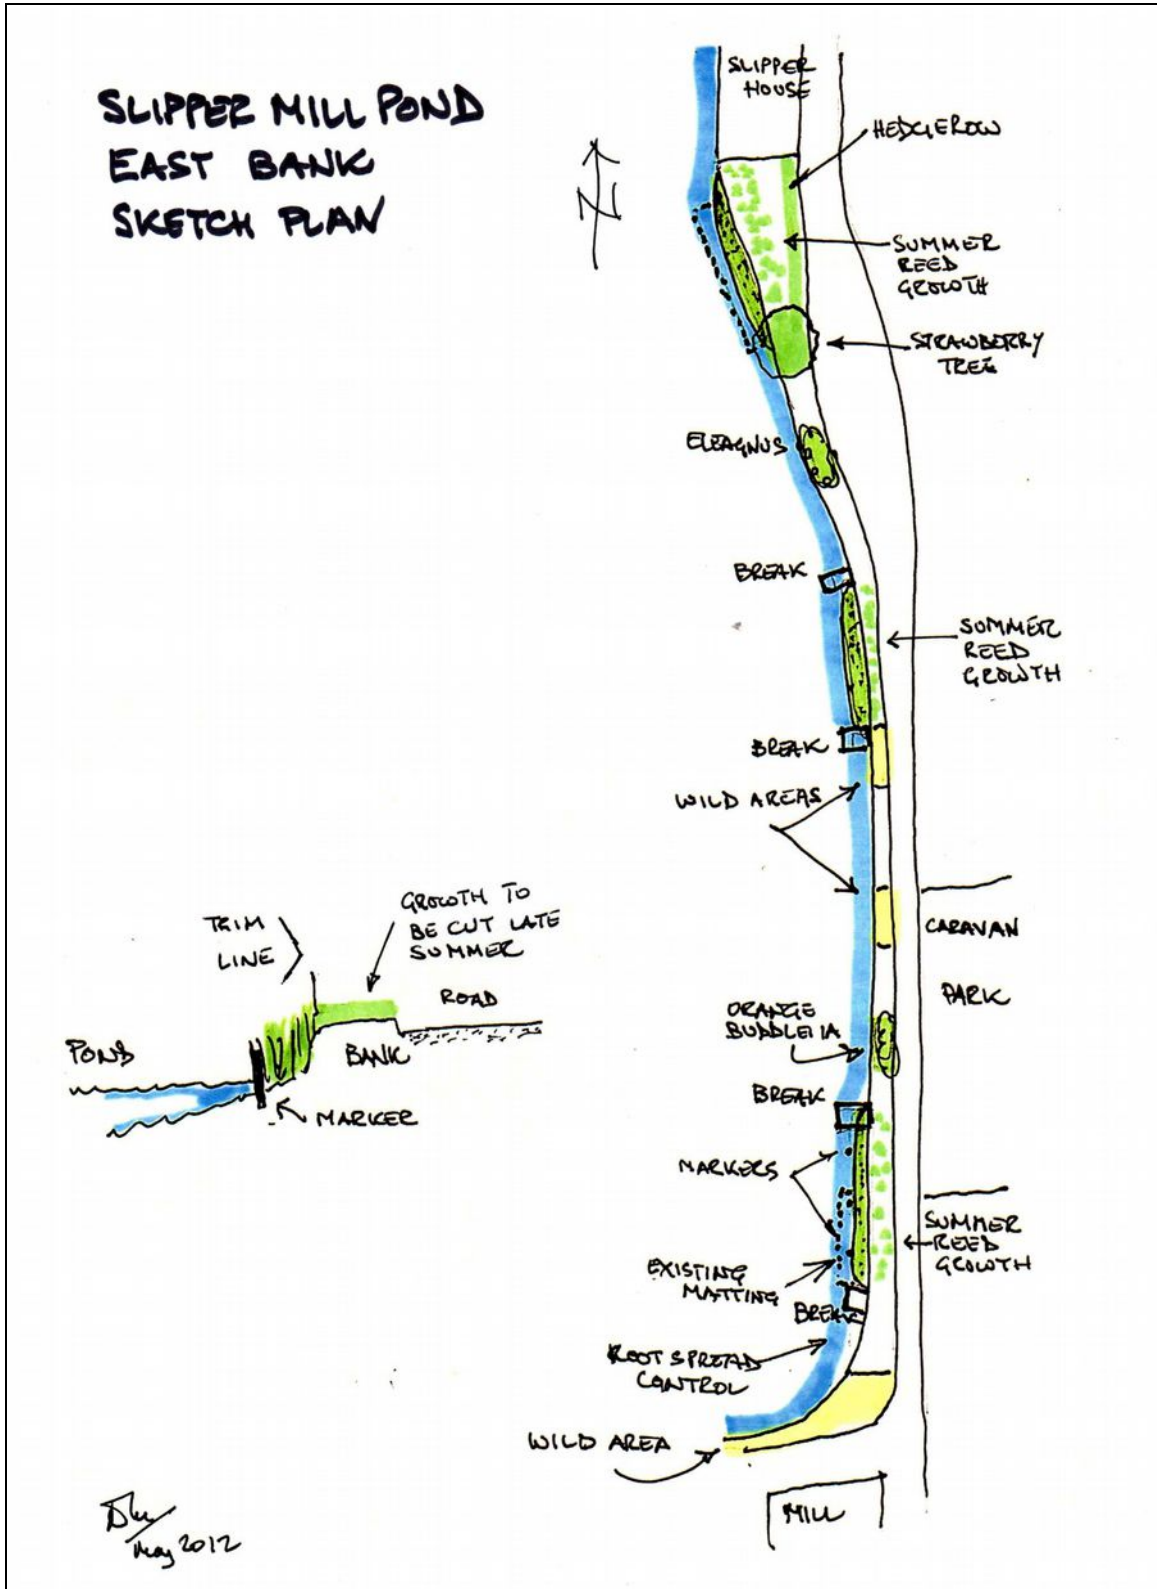 SLIPPER MILL POND
EAST BANK
SKETCH PLAN
N
SLIPPER
HOUSE
HEDGEROW
SUMMER
REED
GROWTH
STRAWBERRY
TREE
ELEAGNUS
BREAK
SUMMER
REED
GROWTH
BREAK
WILD AREAS
CARAVAN
PARK
ORANGE
BUDDLEIA
BREAK
MARKERS
SUMMER
REED
GROWTH
EXISTING
MATTING
BREAK
ROOT SPREAD
CONTROL
WILD AREA
MILL
TRIM
LINE
GROWTH TO
BE CUT LATE
SUMMER
ROAD
POND
BANK
MARKER
May 2012